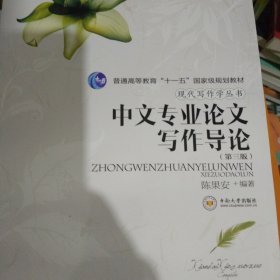 普通高等教育“十一五”国家级规划教材
现代写作学丛书
中文专业论文
写作导论
（第三版）
ZHONGWENZHUANYELUNWEN
XIEZUODAOLUN
陈果安 编著
中南大学出版社